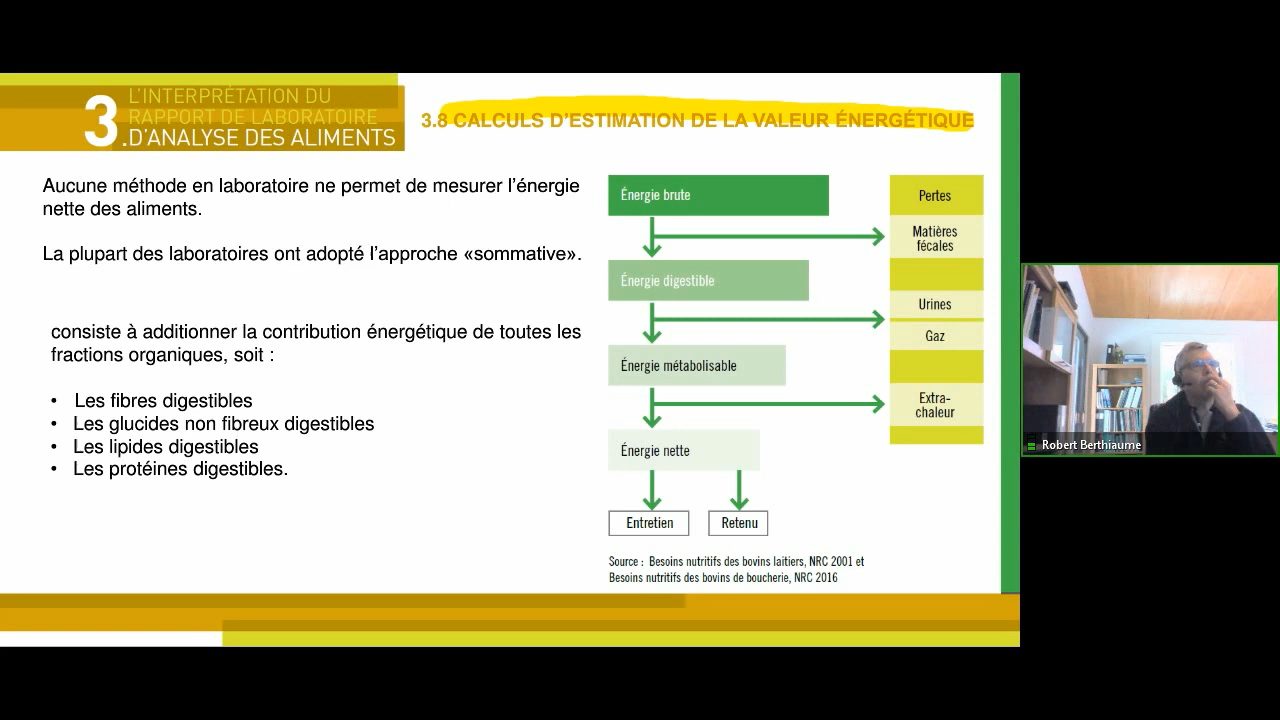 3.
L'INTERPRÉTATION DU
RAPPORT DE LABORATOIRE
D'ANALYSE DES ALIMENTS
3.8 CALCULS D'ESTIMATION DE LA VALEUR ÉNERGÉTIQUE
Aucune méthode en laboratoire ne permet de mesurer l'énergie
nette des aliments.
La plupart des laboratoires ont adopté l'approche «sommative».
consiste à additionner la contribution énergétique de toutes les
fractions organiques, soit :
• Les fibres digestibles
• Les glucides non fibreux digestibles
• Les lipides digestibles
• Les protéines digestibles.
Énergie brute
Pertes
Matières
fécales
Énergie digestible
Urines
Gaz
Énergie métabolisable
Extra-
chaleur
Énergie nette
Entretien
Retenu
Source : Besoins nutritifs des bovins laitiers, NRC 2001 et
Besoins nutritifs des bovins de boucherie, NRC 2016
Robert Berthiaume